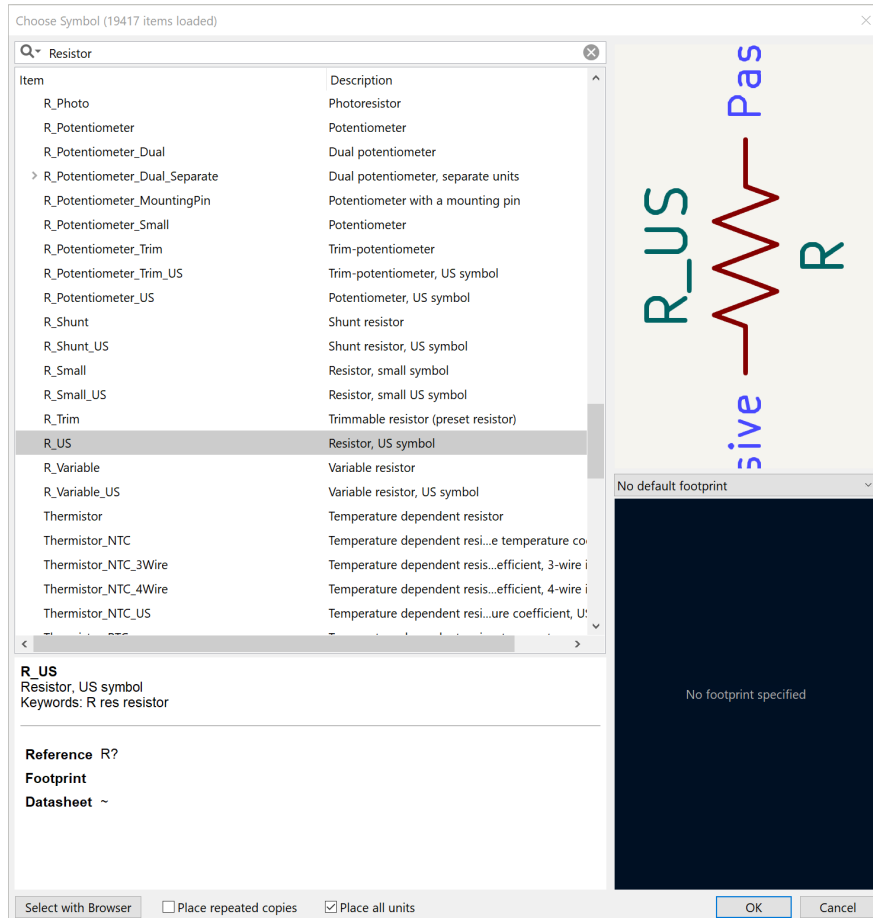 Choose Symbol (19417 items loaded)
Resistor
Item Description
R_Photo Photoresistor
R_Potentiometer Potentiometer
R_Potentiometer_Dual Dual potentiometer
R_Potentiometer_Dual_Separate Dual potentiometer, separate units
R_Potentiometer_MountingPin Potentiometer with a mounting pin
R_Potentiometer_Small Potentiometer
R_Potentiometer_Trim Trim-potentiometer
R_Potentiometer_Trim_US Trim-potentiometer, US symbol
R_Potentiometer_US Potentiometer, US symbol
R_Shunt Shunt resistor
R_Shunt_US Shunt resistor, US symbol
R_Small Resistor, small symbol
R_Small_US Resistor, small US symbol
R_Trim Trimmable resistor (preset resistor)
R_US Resistor, US symbol
R_Variable Variable resistor
R_Variable_US Variable resistor, US symbol
Thermistor Temperature dependent resistor
Thermistor_NTC Temperature dependent resi...e temperature co
Thermistor_NTC_3Wire Temperature dependent resis...efficient, 3-wire i
Thermistor_NTC_4Wire Temperature dependent resis...efficient, 4-wire i
Thermistor_NTC_US Temperature dependent resi...ure coefficient, US
R_US
Resistor, US symbol
Keywords: R res resistor
Reference R?
Footprint
Datasheet ~
Select with Browser Place repeated copies Place all units
Pas
R_US
R
sive
No default footprint
No footprint specified
OK Cancel